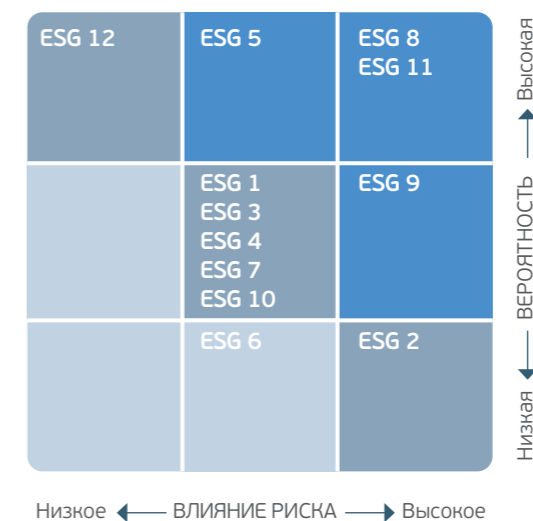 ESG 12
ESG 5
ESG 8
ESG 11
ESG 1
ESG 3
ESG 4
ESG 7
ESG 10
ESG 9
ESG 6
ESG 2
Высокая
ВЕРОЯТНОСТЬ
Низкая
Низкое
ВЛИЯНИЕ РИСКА
Высокое